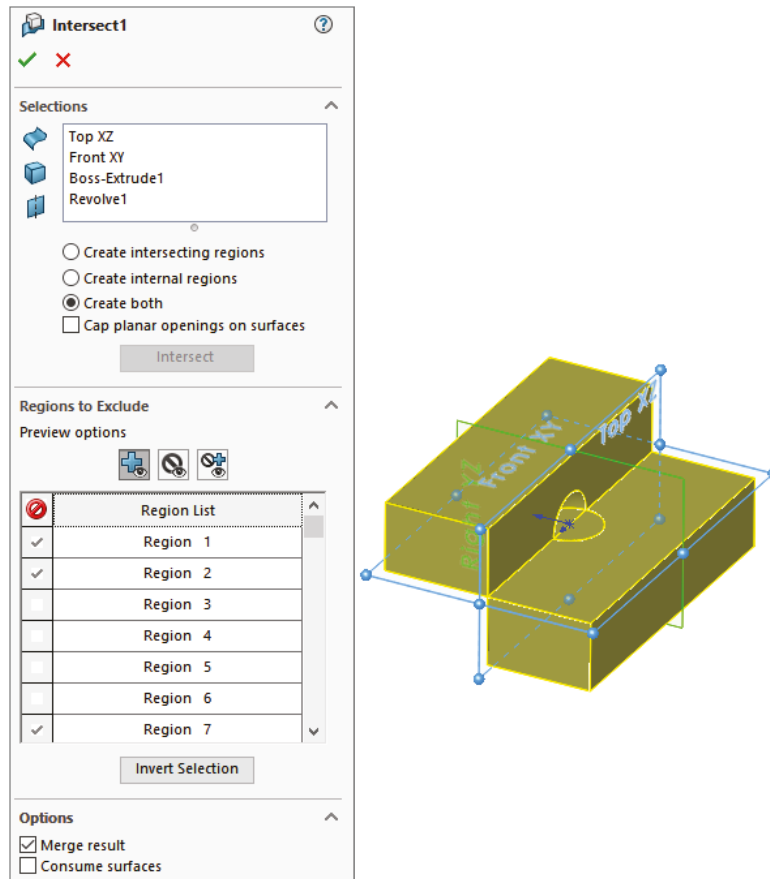 Intersect1
?
Selections
Top XZ
Front XY
Boss-Extrude1
Revolve1
Create intersecting regions
Create internal regions
Create both
Cap planar openings on surfaces
Intersect
Regions to Exclude
Preview options
Region List
Region 1
Region 2
Region 3
Region 4
Region 5
Region 6
Region 7
Invert Selection
Options
Merge result
Consume surfaces
Top XZ
Front XY
Right YZ